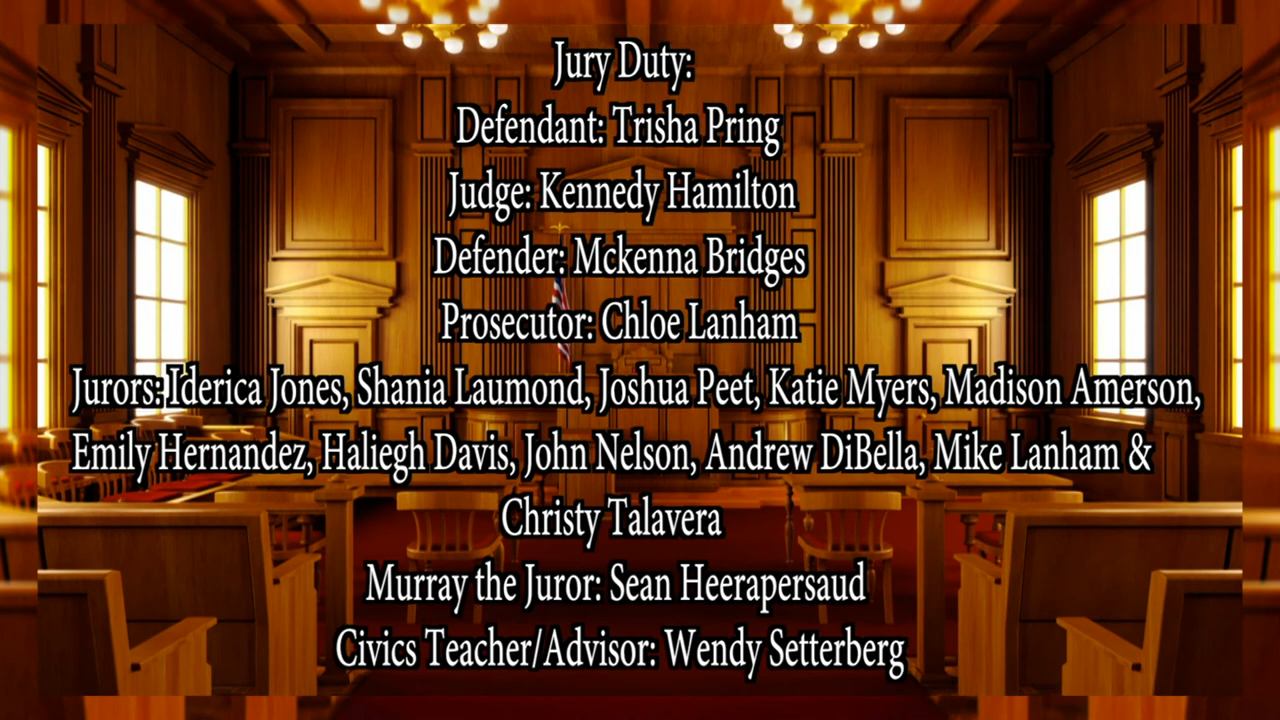 Jury Duty:
Defendant: Trisha Pring
Judge: Kennedy Hamilton
Defender: Mckenna Bridges
Prosecutor: Chloe Lanham
Jurors: Iderica Jones, Shania Laumond, Joshua Peet, Katie Myers, Madison Amerson,
Emily Hernandez, Haliegh Davis, John Nelson, Andrew DiBella, Mike Lanham &
Christy Talavera
Murray the Juror: Sean Heerapersaud
Civics Teacher/Advisor: Wendy Setterberg